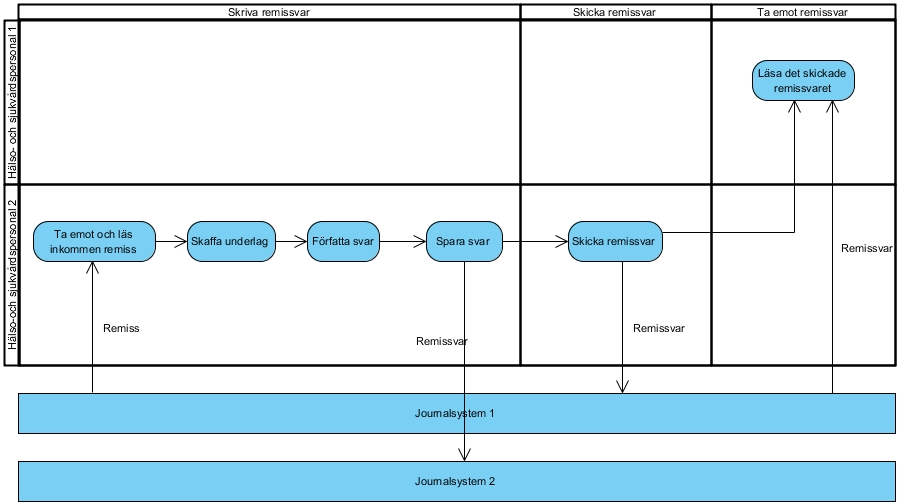 Skriva remissvar
Skicka remissvar
Ta emot remissvar
Hälso- och sjukvårdspersonal 1
Läsa det skickade
remissvaret
Hälso-och sjukvårdspersonal 2
Ta emot och läs
inkommen remiss
Skaffa underlag
Författa svar
Spara svar
Skicka remissvar
Remissvar
Remiss
Remissvar
Remissvar
Journalsystem 1
Journalsystem 2